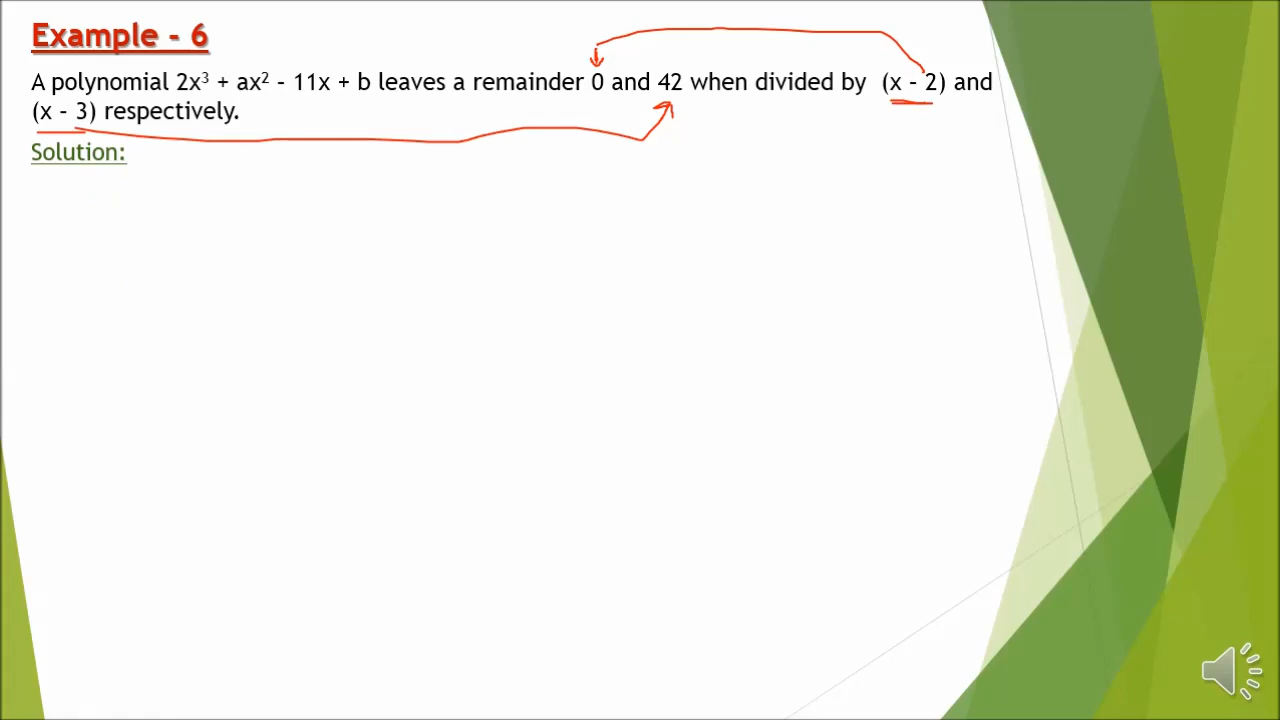 Example - 6
A polynomial 2x³ + ax² - 11x + b leaves a remainder 0 and 42 when divided by (x - 2) and
(x - 3) respectively.
Solution: